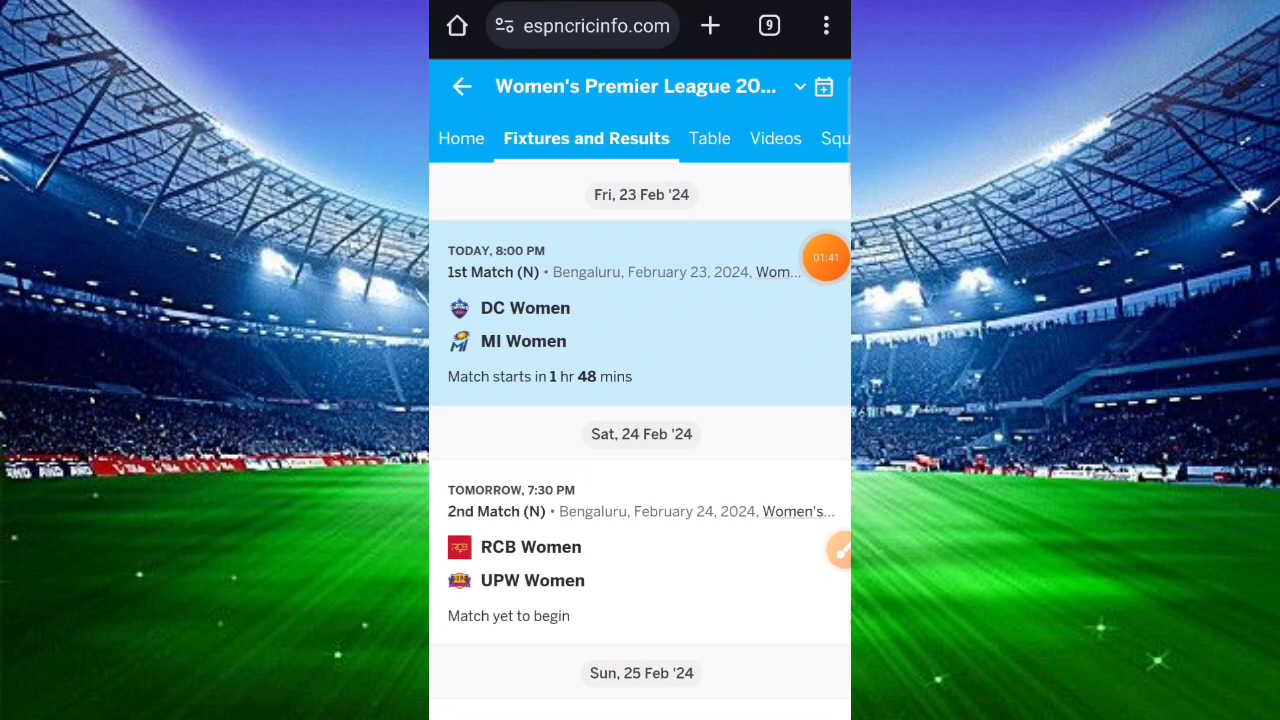 espncricinfo.com
9
Women's Premier League 20...
Home Fixtures and Results Table Videos Squ
Fri, 23 Feb '24
TODAY, 8:00 PM
01:41
1st Match (N) • Bengaluru, February 23, 2024, Wom...
DC Women
MI Women
Match starts in 1 hr 48 mins
Sat, 24 Feb '24
TOMORROW, 7:30 PM
2nd Match (N) • Bengaluru, February 24, 2024, Women's...
RCB Women
UPW Women
Match yet to begin
Sun, 25 Feb '24